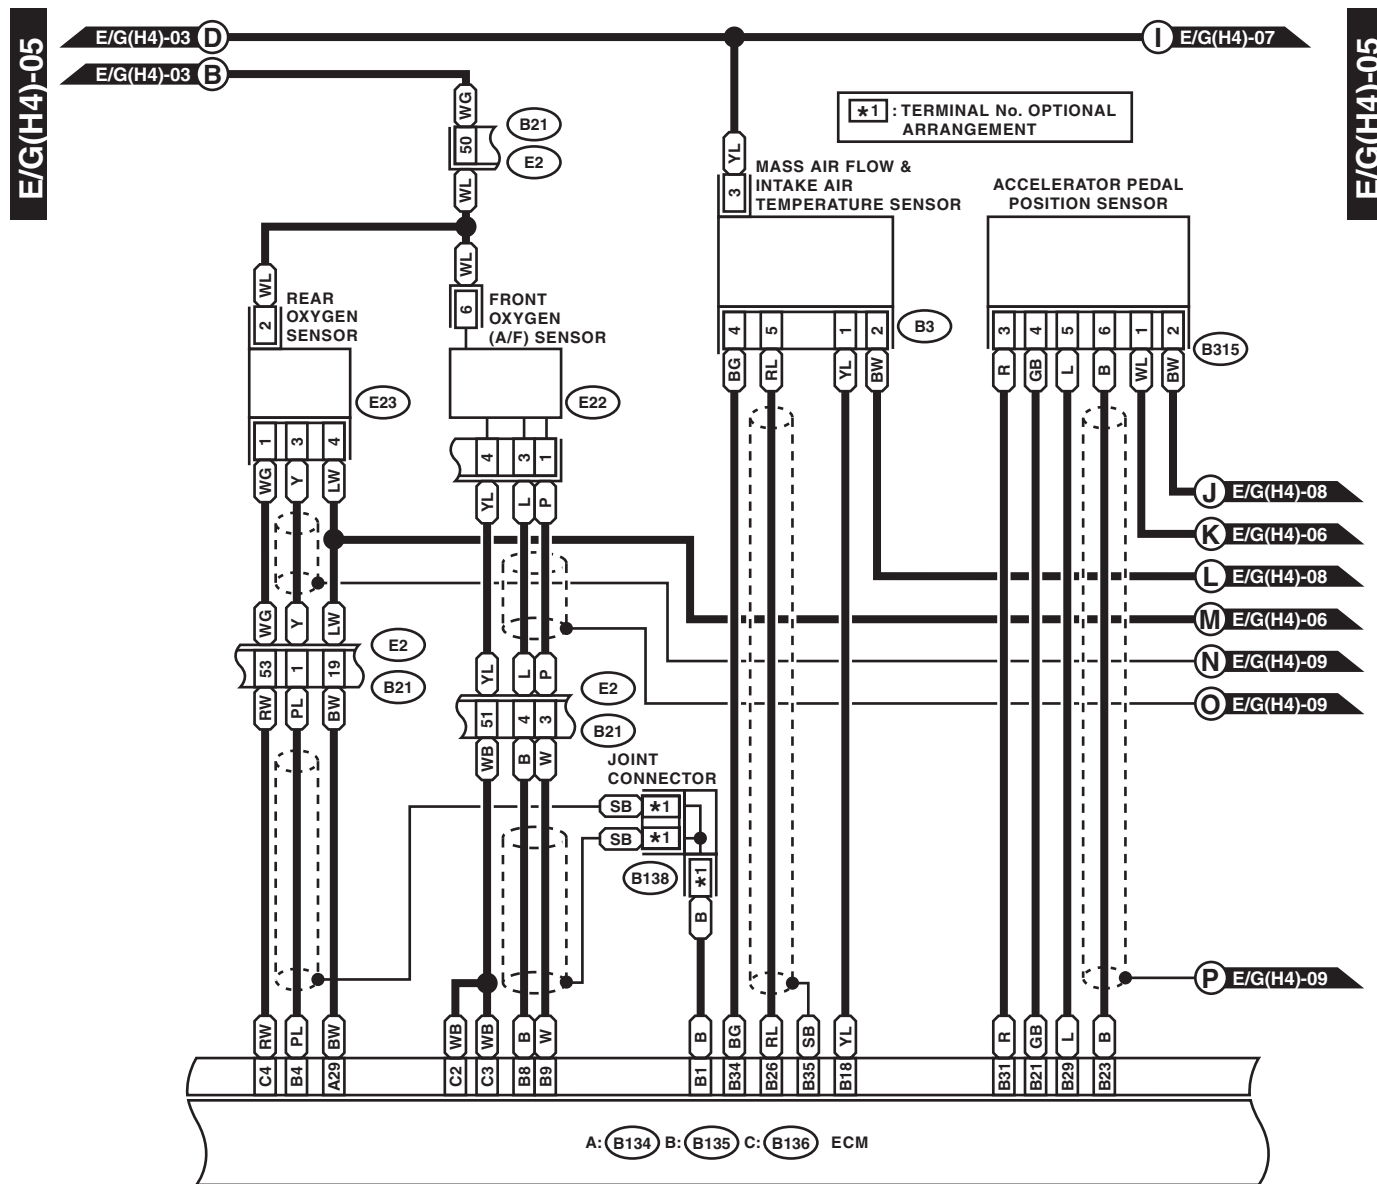 E/G(H4)-05
E/G(H4)-05
E/G(H4)-03 D
I E/G(H4)-07
E/G(H4)-03 B
WG
50
B21
E2
WL
*1 : TERMINAL No. OPTIONAL
ARRANGEMENT
YL
3
MASS AIR FLOW &
INTAKE AIR
TEMPERATURE SENSOR
ACCELERATOR PEDAL
POSITION SENSOR
WL
WL
2
REAR
OXYGEN
SENSOR
6
FRONT
OXYGEN
(A/F) SENSOR
4 5 1 2
B3
3 4 5 6 1 2
B315
BG RL YL BW
R GB L B WL BW
E23
E22
1 3 4
4 3 1
WG Y LW
YL L P
J E/G(H4)-08
K E/G(H4)-06
L E/G(H4)-08
M E/G(H4)-06
N E/G(H4)-09
O E/G(H4)-09
WG Y LW
E2
53 1 19
B21
RW PL BW
YL L P
E2
51 4 3
B21
WB B W
JOINT
CONNECTOR
SB *1
SB *1
B138
*1
B
P E/G(H4)-09
RW PL BW WB WB B W B BG RL SB YL R GB L B
C4 B4 A29 C2 C3 B8 B9 B1 B34 B26 B35 B18 B31 B21 B29 B23
A: B134 B: B135 C: B136 ECM